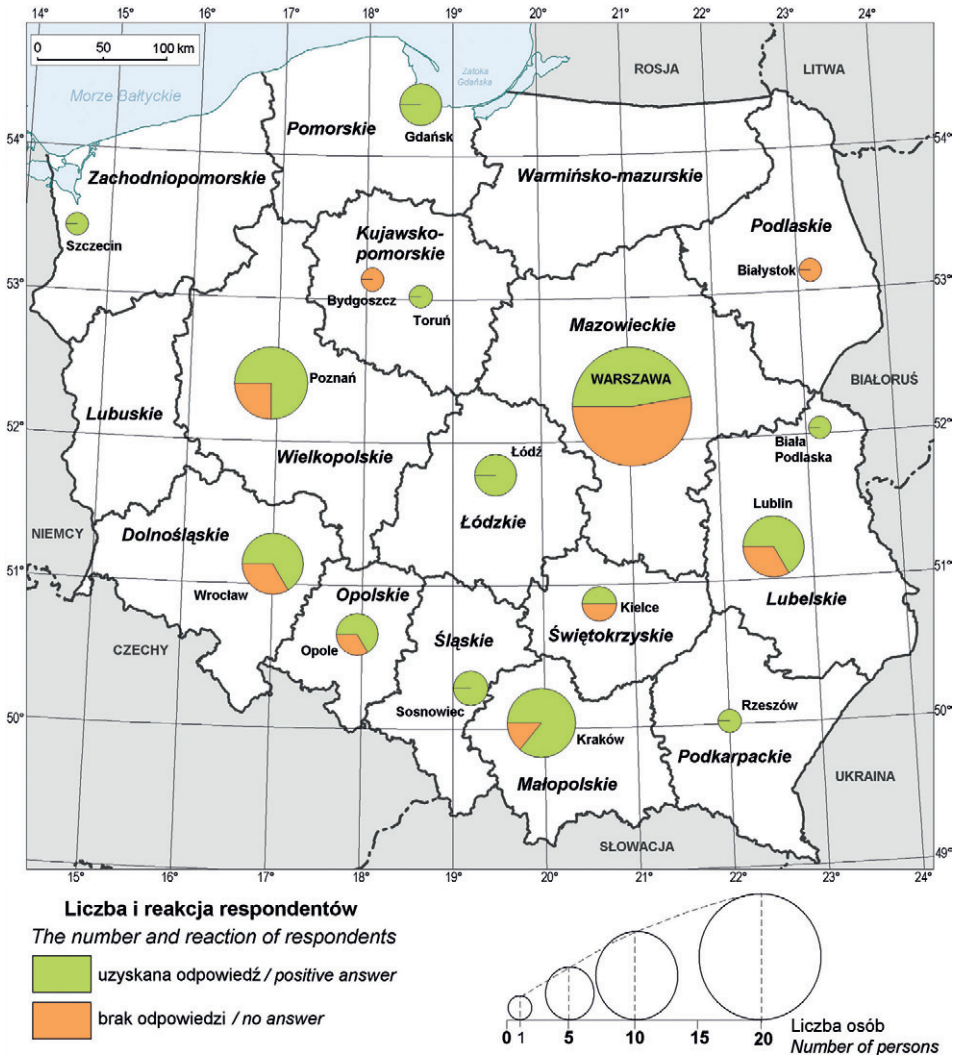 14° 15° 16° 17° 18° 19° 20° 21° 22° 23° 24°
0 50 100 km
ROSJA
LITWA
Zatoka
Gdańska
Morze Bałtyckie
Pomorskie
Gdańsk
54°
54°
Zachodniopomorskie
Warmińsko-mazurskie
Szczecin
Kujawsko-
pomorskie
Podlaskie
Białystok
53°
53°
Bydgoszcz
Toruń
Mazowieckie
Poznań
WARSZAWA
BIAŁORUŚ
Lubuskie
52°
52°
Biała
Podlaska
Wielkopolskie
Łódź
Lublin
NIEMCY
Dolnośląskie
Łódzkie
51°
51°
Wrocław
Opolskie
Kielce
Lubelskie
Opole
Śląskie
Świętokrzyskie
CZECHY
Sosnowiec
Rzeszów
50°
50°
Kraków
Podkarpackie
Małopolskie
UKRAINA
SŁOWACJA
49°
15° 16° 17° 18° 19° 20° 21° 22° 23° 24°
Liczba i reakcja respondentów
The number and reaction of respondents
uzyskana odpowiedź / positive answer
brak odpowiedzi / no answer
0 1 5 10 15 20
Liczba osób
Number of persons